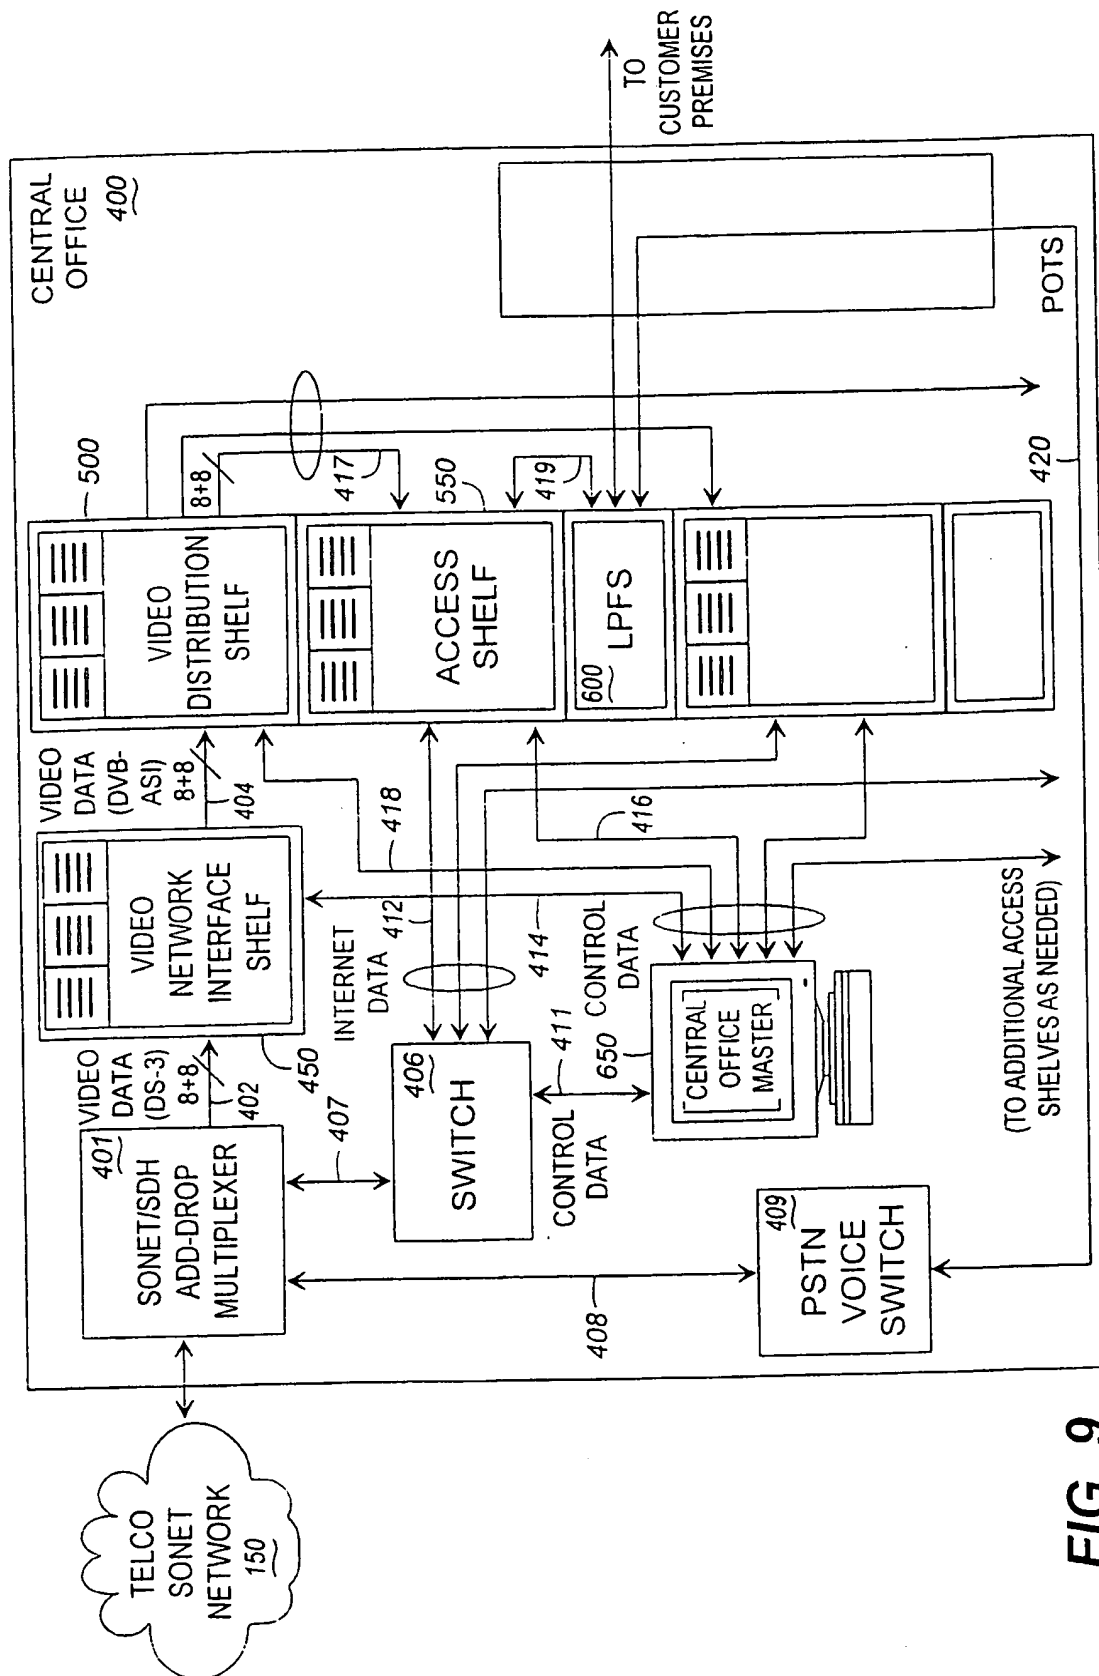 CENTRAL
OFFICE
400
TO
CUSTOMER
PREMISES
TELCO
SONET
NETWORK
150
401
SONET/SDH
ADD-DROP
MULTIPLEXER
VIDEO
DATA
(DS-3)
8+8
402
450
VIDEO
NETWORK
INTERFACE
SHELF
VIDEO
DATA
(DVB-
ASI)
8+8
404
500
VIDEO
DISTRIBUTION
SHELF
8+8
417
550
ACCESS
SHELF
419
600
LPFS
407
406
SWITCH
INTERNET
DATA
412
418
414
416
CONTROL
DATA
411
CONTROL
DATA
650
CENTRAL
OFFICE
MASTER
408
409
PSTN
VOICE
SWITCH
(TO ADDITIONAL ACCESS
SHELVES AS NEEDED)
POTS
420
FIG_9